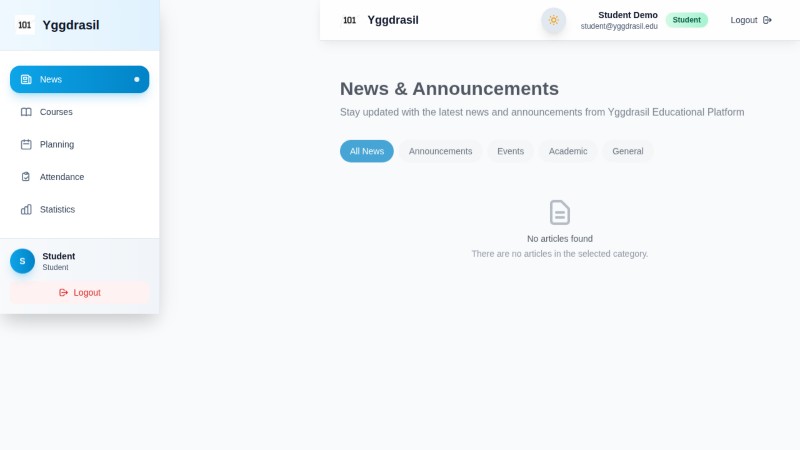 101 Yggdrasil
News
Courses
Planning
Attendance
Statistics
S
Student
Student
Logout
101 Yggdrasil
Student Demo
student@yggdrasil.edu
Student
Logout
News & Announcements
Stay updated with the latest news and announcements from Yggdrasil Educational Platform
All News Announcements Events Academic General
No articles found
There are no articles in the selected category.